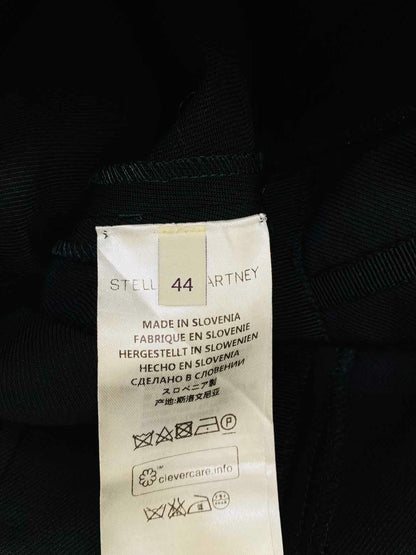 44
STELL ARTNEY
MADE IN SLOVENIA
FABRIQUE EN SLOVENIE
HERGESTELLT IN SLOWENIEN
HECHO EN ESLOVENIA
СДЕЛАНО В СЛОВЕНИИ
スロベニア製
产地:斯洛文尼亚
clevercare.info